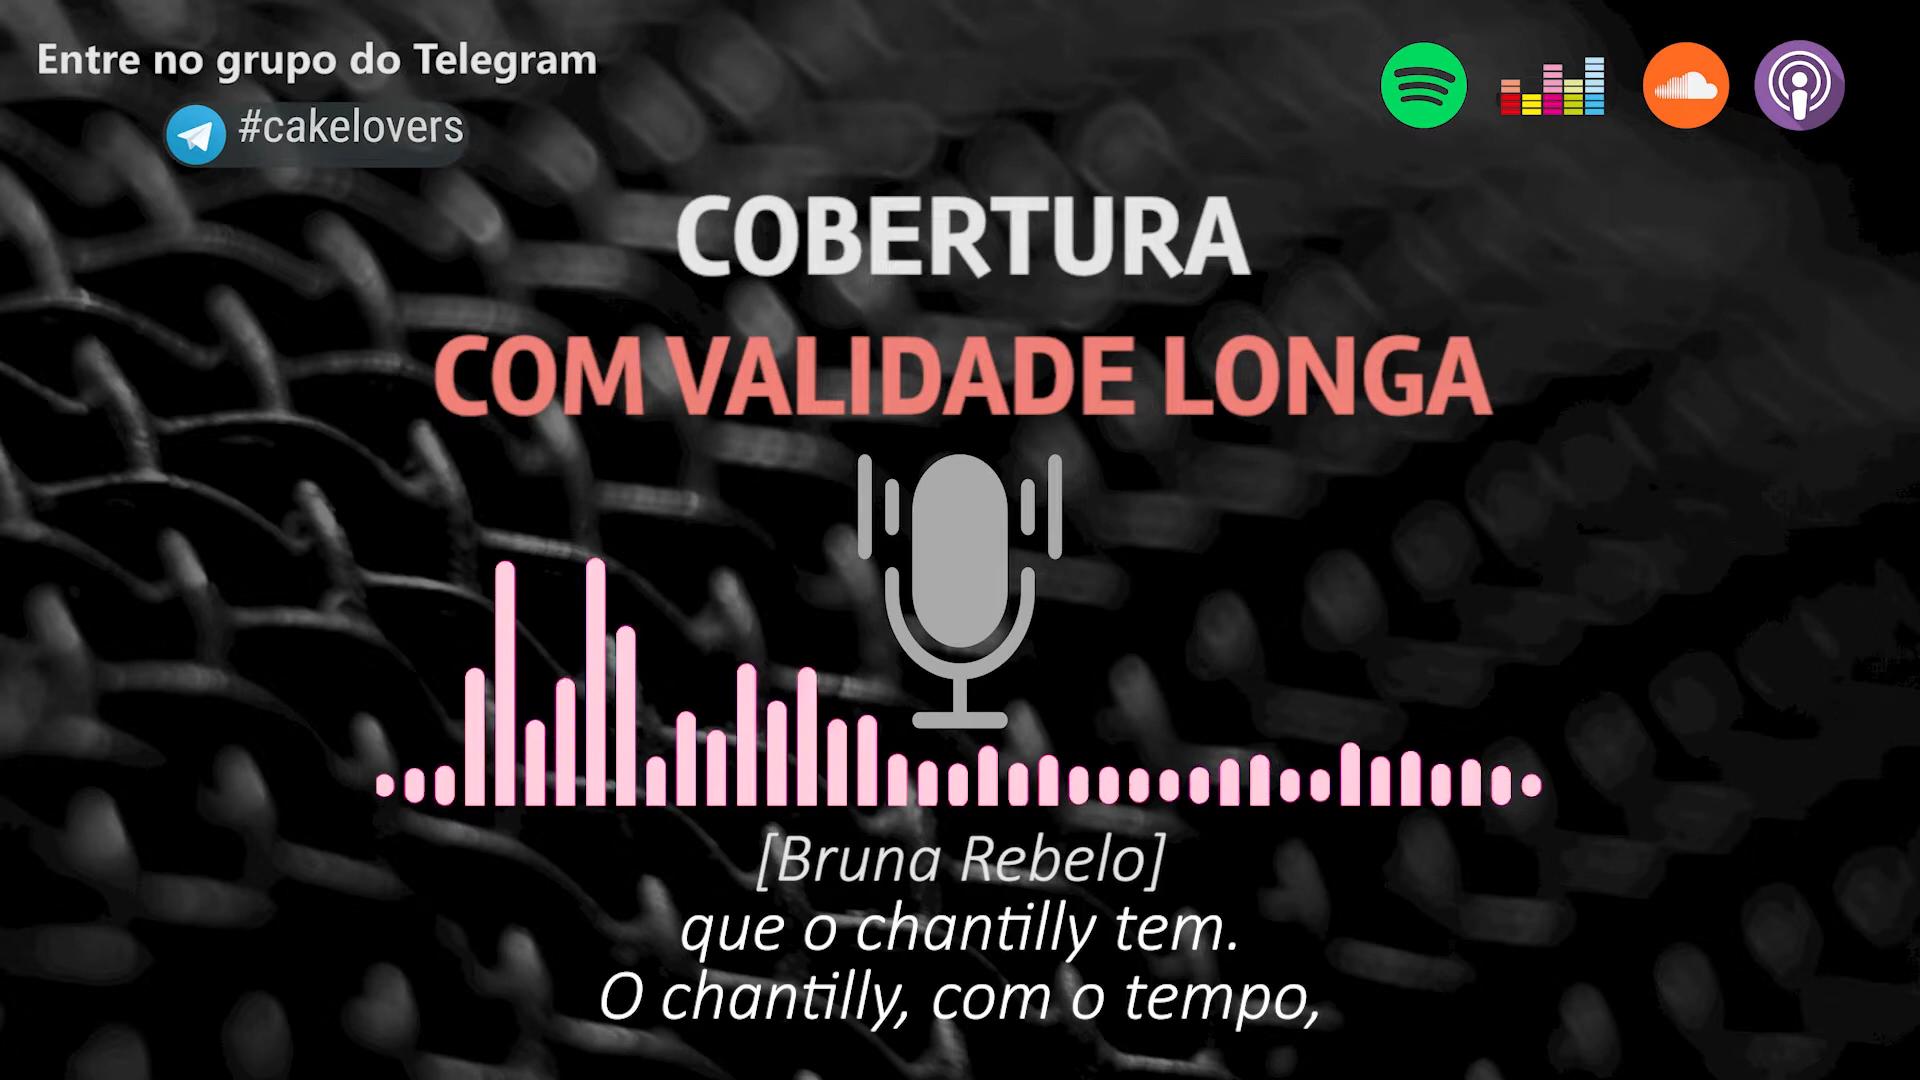 Entre no grupo do Telegram
#cakelovers
COBERTURA
COM VALIDADE LONGA
[Bruna Rebelo]
que o chantilly tem.
O chantilly, com o tempo,